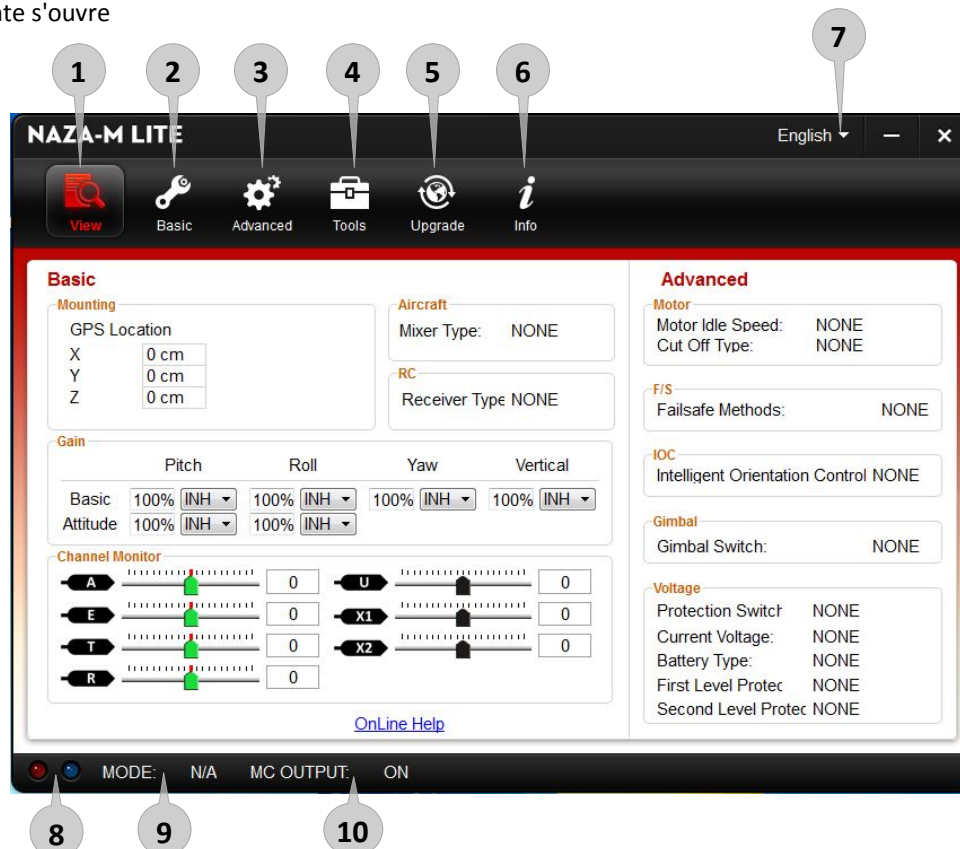 nte s'ouvre
1 2 3 4 5 6 7
NAZA-M LITE English
View Basic Advanced Tools Upgrade Info
Basic
Mounting
GPS Location
X 0 cm
Y 0 cm
Z 0 cm
Aircraft
Mixer Type: NONE
RC
Receiver Type NONE
Gain
Pitch Roll Yaw Vertical
Basic 100% INH 100% INH 100% INH 100% INH
Attitude 100% INH 100% INH
Channel Monitor
A 0 U 0
E 0 X1 0
T 0 X2 0
R 0
OnLine Help
Advanced
Motor
Motor Idle Speed: NONE
Cut Off Type: NONE
F/S
Failsafe Methods: NONE
IOC
Intelligent Orientation Control NONE
Gimbal
Gimbal Switch: NONE
Voltage
Protection Switch NONE
Current Voltage: NONE
Battery Type: NONE
First Level Protec NONE
Second Level Protec NONE
MODE: N/A MC OUTPUT: ON
8 9 10